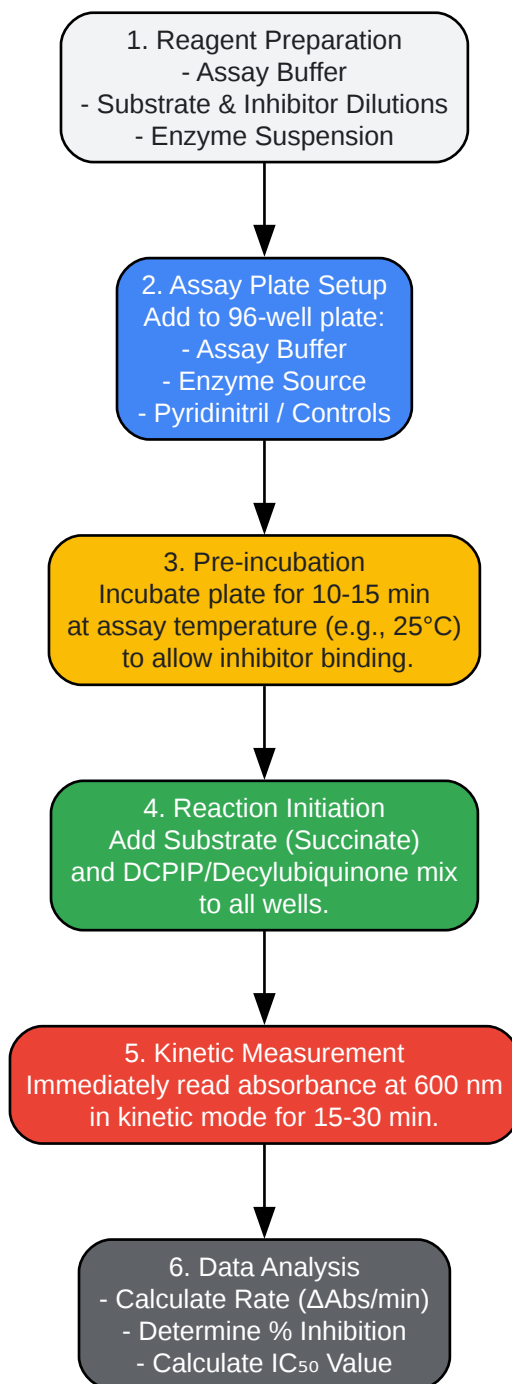 1. Reagent Preparation
- Assay Buffer
- Substrate & Inhibitor Dilutions
- Enzyme Suspension
2. Assay Plate Setup
Add to 96-well plate:
- Assay Buffer
- Enzyme Source
- Pyridinitril / Controls
3. Pre-incubation
Incubate plate for 10-15 min
at assay temperature (e.g., 25°C)
to allow inhibitor binding.
4. Reaction Initiation
Add Substrate (Succinate)
and DCPIP/Decylubiquinone mix
to all wells.
5. Kinetic Measurement
Immediately read absorbance at 600 nm
in kinetic mode for 15-30 min.
6. Data Analysis
- Calculate Rate (ΔAbs/min)
- Determine % Inhibition
- Calculate IC₅₀ Value